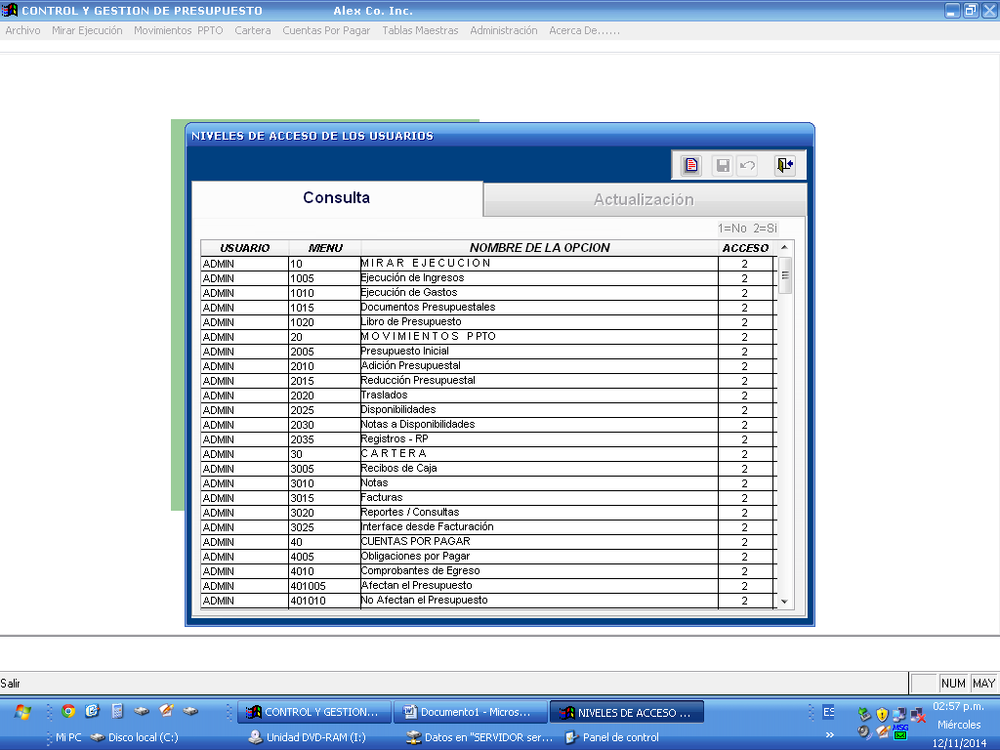 CONTROL Y GESTION DE PRESUPUESTO Alex Co. Inc.
Archivo Mirar Ejecución Movimientos PPTO Cartera Cuentas Por Pagar Tablas Maestras Administración Acerca De......
NIVELES DE ACCESO DE LOS USUARIOS
Consulta Actualización
1=No 2=Si
USUARIO MENU NOMBRE DE LA OPCION ACCESO
ADMIN 10 M I R A R E J E C U C I O N 2
ADMIN 1005 Ejecución de Ingresos 2
ADMIN 1010 Ejecución de Gastos 2
ADMIN 1015 Documentos Presupuestales 2
ADMIN 1020 Libro de Presupuesto 2
ADMIN 20 M O V I M I E N T O S P PTO 2
ADMIN 2005 Presupuesto Inicial 2
ADMIN 2010 Adición Presupuestal 2
ADMIN 2015 Reducción Presupuestal 2
ADMIN 2020 Traslados 2
ADMIN 2025 Disponibilidades 2
ADMIN 2030 Notas a Disponibilidades 2
ADMIN 2035 Registros - RP 2
ADMIN 30 C A R T E R A 2
ADMIN 3005 Recibos de Caja 2
ADMIN 3010 Notas 2
ADMIN 3015 Facturas 2
ADMIN 3020 Reportes / Consultas 2
ADMIN 3025 Interface desde Facturación 2
ADMIN 40 CUENTAS POR PAGAR 2
ADMIN 4005 Obligaciones por Pagar 2
ADMIN 4010 Comprobantes de Egreso 2
ADMIN 401005 Afectan el Presupuesto 2
ADMIN 401010 No Afectan el Presupuesto 2
Salir NUM MAY
CONTROL Y GESTION... Documento1 - Micros... NIVELES DE ACCESO ... ES 02:57 p.m.
Miércoles
MSG
Mi PC Disco local (C:) Unidad DVD-RAM (I:) Datos en "SERVIDOR ser... Panel de control » 12/11/2014